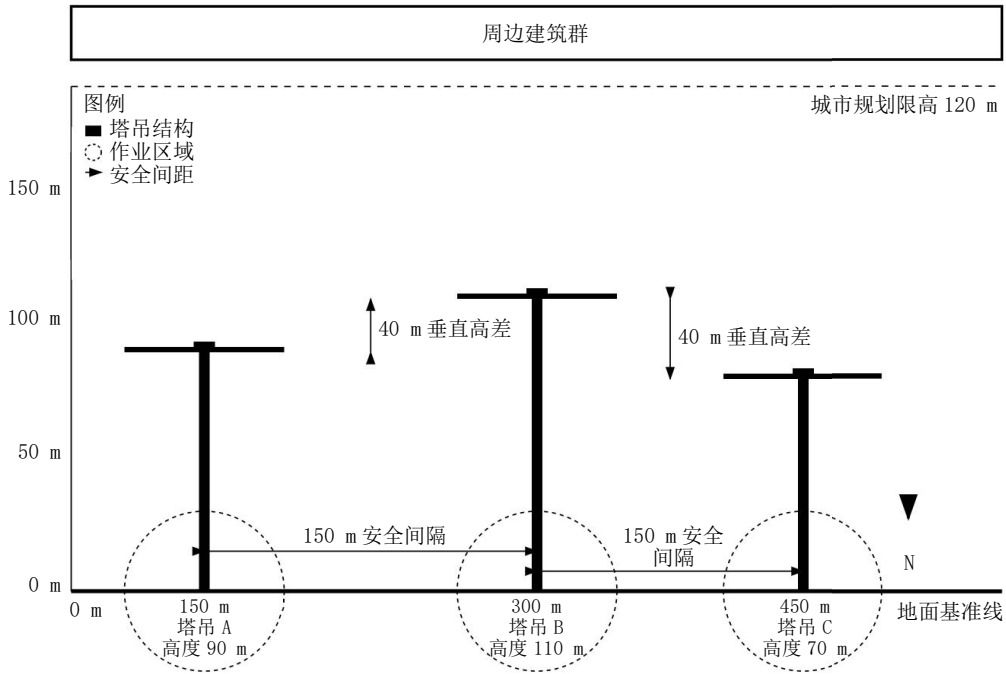 周边建筑群
城市规划限高 120 m
图例
塔吊结构
作业区域
安全间距
150 m
100 m
50 m
0 m
40 m 垂直高差
40 m 垂直高差
150 m 安全间隔
150 m 安全
间隔
N
0 m
150 m
塔吊 A
高度 90 m
300 m
塔吊 B
高度 110 m
450 m
塔吊 C
高度 70 m
地面基准线